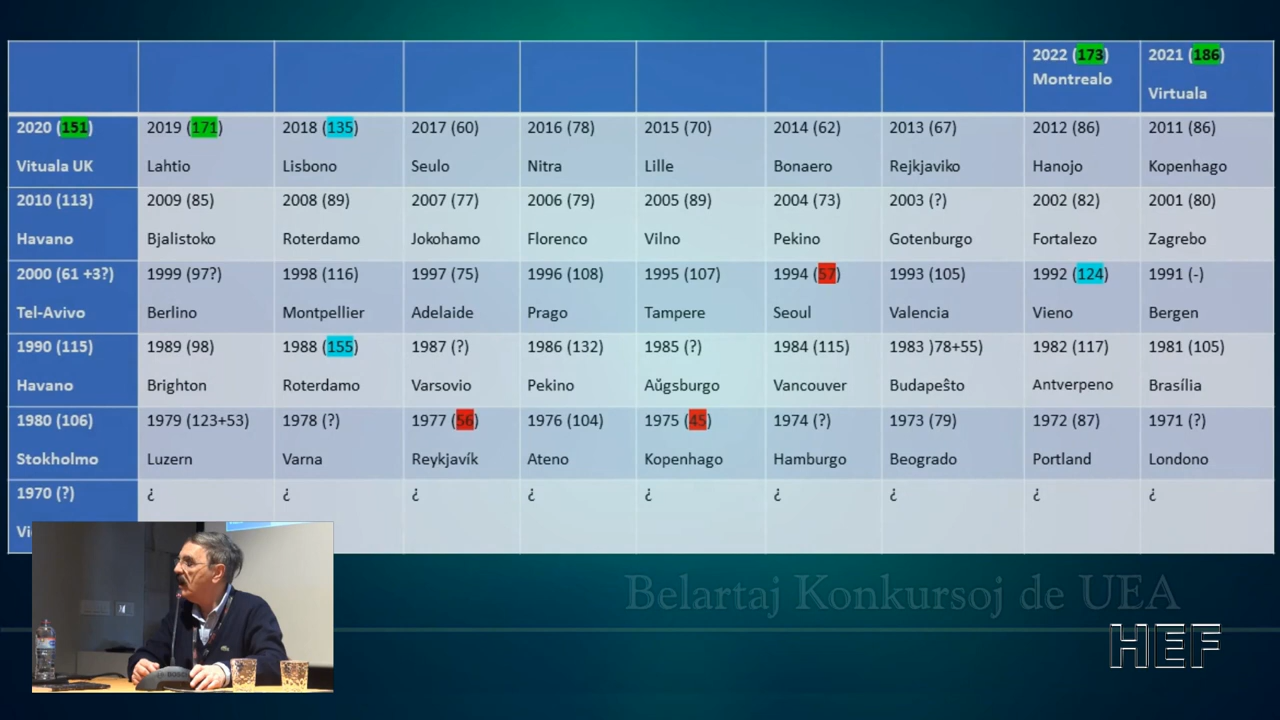 2022 (173) 2021 (186)
Montrealo Virtuala
2020 (151) 2019 (171) 2018 (135) 2017 (60) 2016 (78) 2015 (70) 2014 (62) 2013 (67) 2012 (86) 2011 (86)
Vituala UK Lahtio Lisbono Seulo Nitra Lille Bonaero Rejkjaviko Hanojo Kopenhago
2010 (113) 2009 (85) 2008 (89) 2007 (77) 2006 (79) 2005 (89) 2004 (73) 2003 (?) 2002 (82) 2001 (80)
Havano Bjalistoko Roterdamo Jokohamo Florenco Vilno Pekino Gotenburgo Fortalezo Zagrebo
2000 (61 +3?) 1999 (97?) 1998 (116) 1997 (75) 1996 (108) 1995 (107) 1994 (57) 1993 (105) 1992 (124) 1991 (-)
Tel-Avivo Berlino Montpellier Adelaide Prago Tampere Seoul Valencia Vieno Bergen
1990 (115) 1989 (98) 1988 (155) 1987 (?) 1986 (132) 1985 (?) 1984 (115) 1983 )78+55) 1982 (117) 1981 (105)
Havano Brighton Roterdamo Varsovio Pekino Aŭgsburgo Vancouver Budapeŝto Antverpeno Brasília
1980 (106) 1979 (123+53) 1978 (?) 1977 (56) 1976 (104) 1975 (45) 1974 (?) 1973 (79) 1972 (87) 1971 (?)
Stokholmo Luzern Varna Reykjavík Ateno Kopenhago Hamburgo Beogrado Portland Londono
1970 (?) ¿ ¿ ¿ ¿ ¿ ¿ ¿ ¿ ¿
Belartaj Konkursoj de UEA
HEF